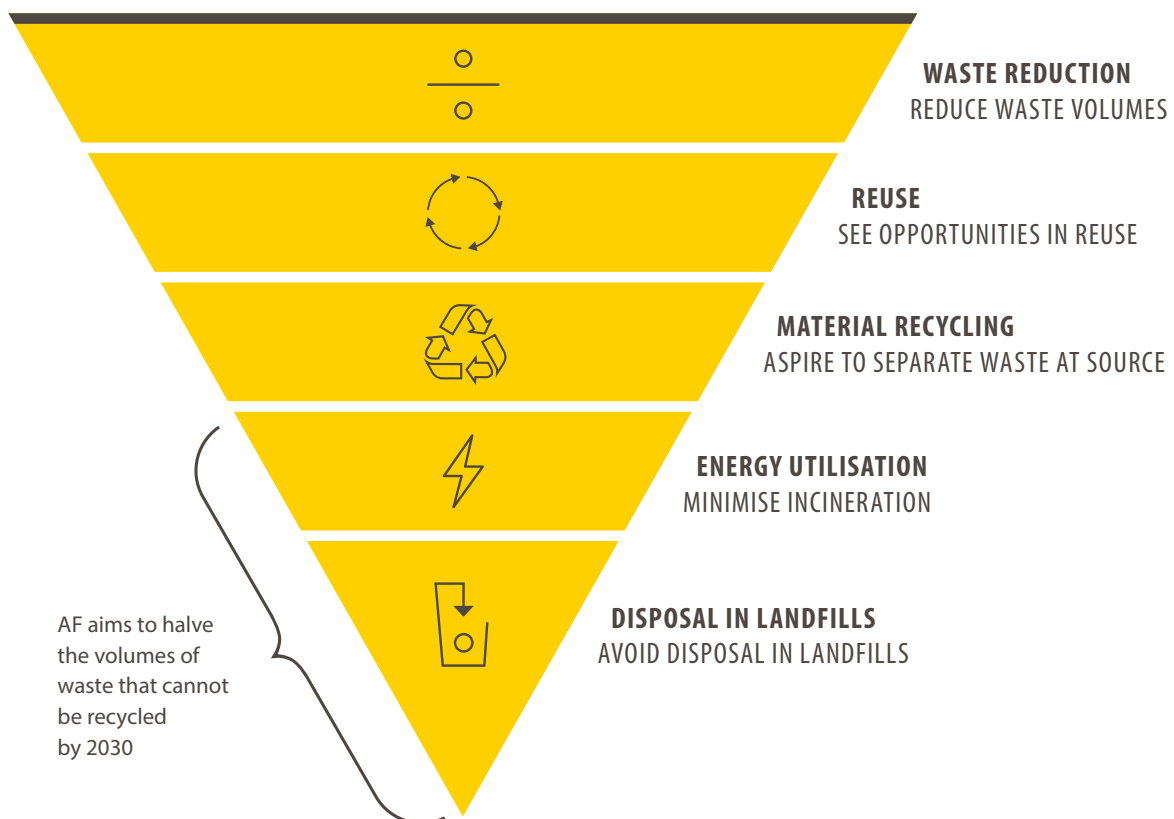 WASTE REDUCTION
REDUCE WASTE VOLUMES
REUSE
SEE OPPORTUNITIES IN REUSE
MATERIAL RECYCLING
ASPIRE TO SEPARATE WASTE AT SOURCE
ENERGY UTILISATION
MINIMISE INCINERATION
DISPOSAL IN LANDFILLS
AVOID DISPOSAL IN LANDFILLS
AF aims to halve
the volumes of
waste that cannot
be recycled
by 2030